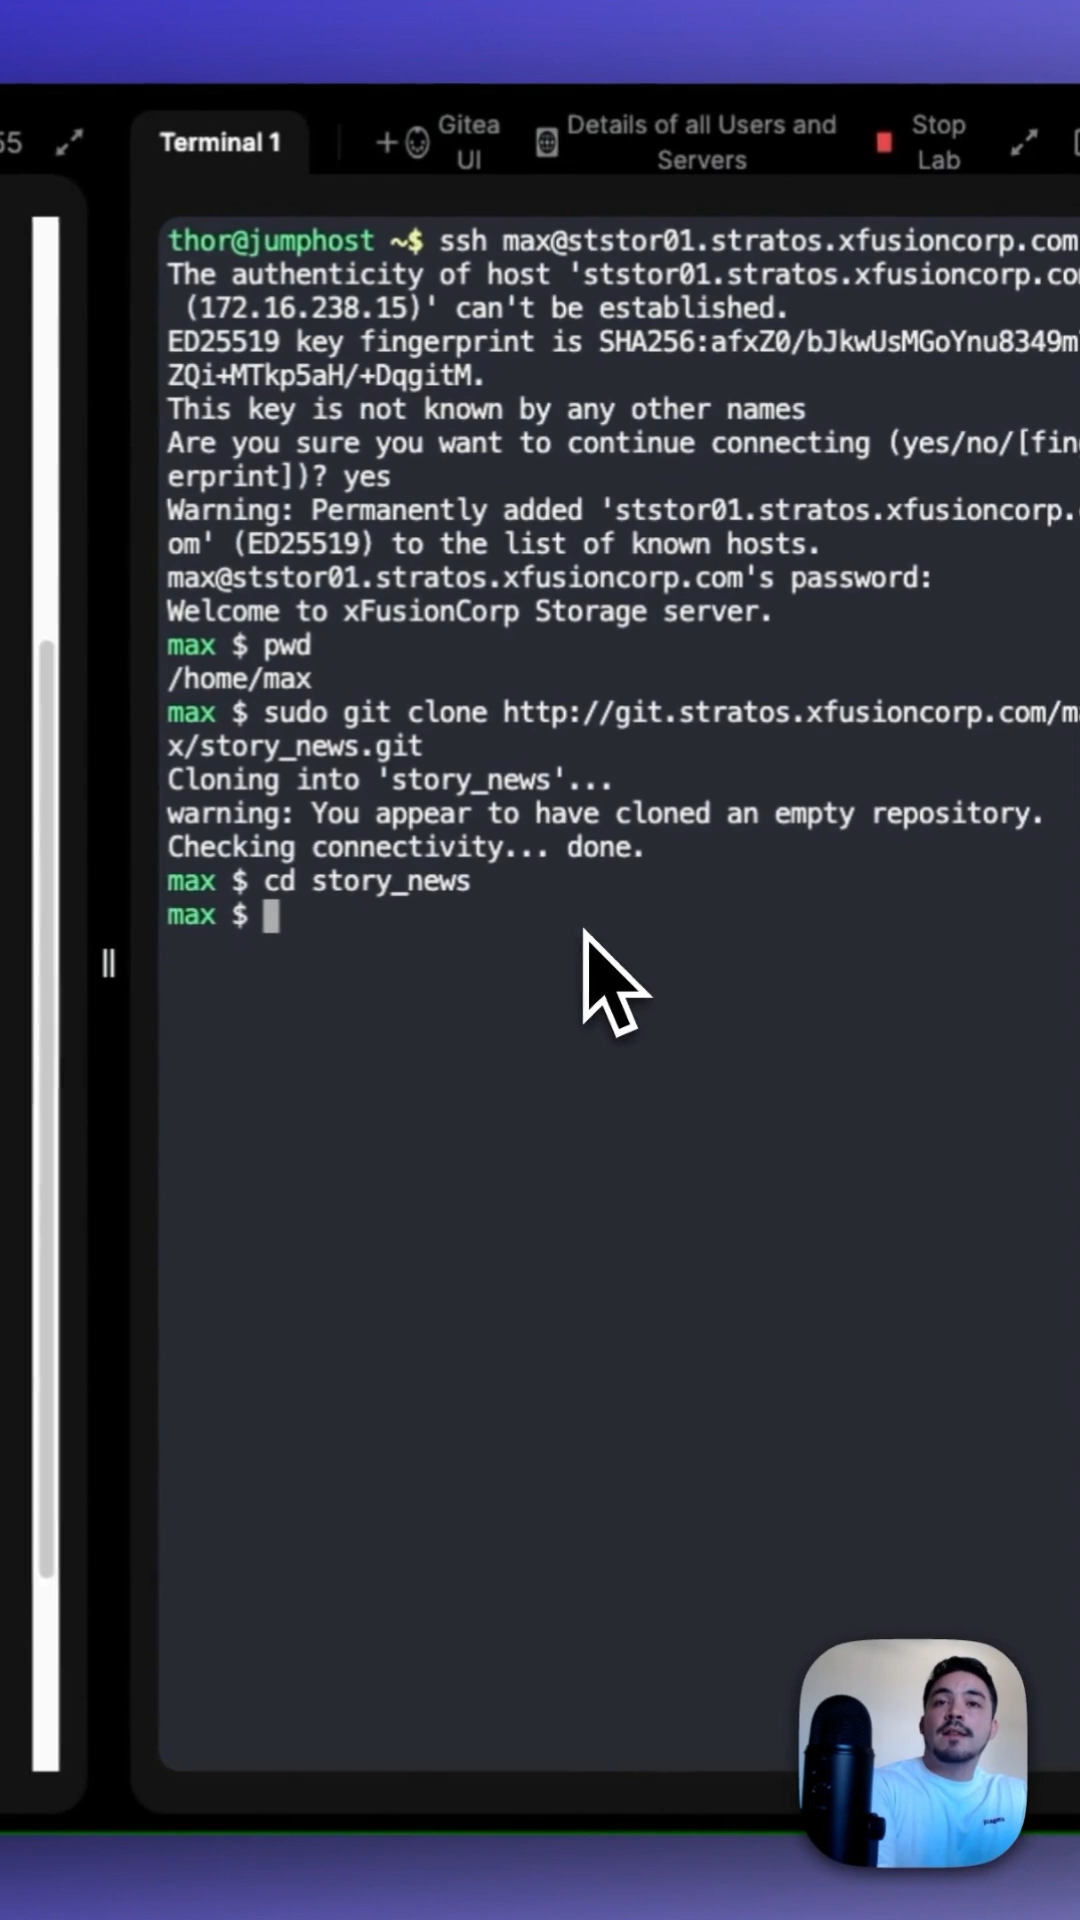 55
Terminal 1
Gitea
UI
Details of all Users and
Servers
Stop
Lab
thor@jumphost ~$ ssh max@ststor01.stratos.xfusioncorp.com
The authenticity of host 'ststor01.stratos.xfusioncorp.co
(172.16.238.15)' can't be established.
ED25519 key fingerprint is SHA256:afxZ0/bJkwUsMGoYnu8349m
ZQi+MTkp5aH/+DqgitM.
This key is not known by any other names
Are you sure you want to continue connecting (yes/no/[fin
erprint])? yes
Warning: Permanently added 'ststor01.stratos.xfusioncorp.
om' (ED25519) to the list of known hosts.
max@ststor01.stratos.xfusioncorp.com's password:
Welcome to xFusionCorp Storage server.
max $ pwd
/home/max
max $ sudo git clone http://git.stratos.xfusioncorp.com/ma
x/story_news.git
Cloning into 'story_news'...
warning: You appear to have cloned an empty repository.
Checking connectivity... done.
max $ cd story_news
max $